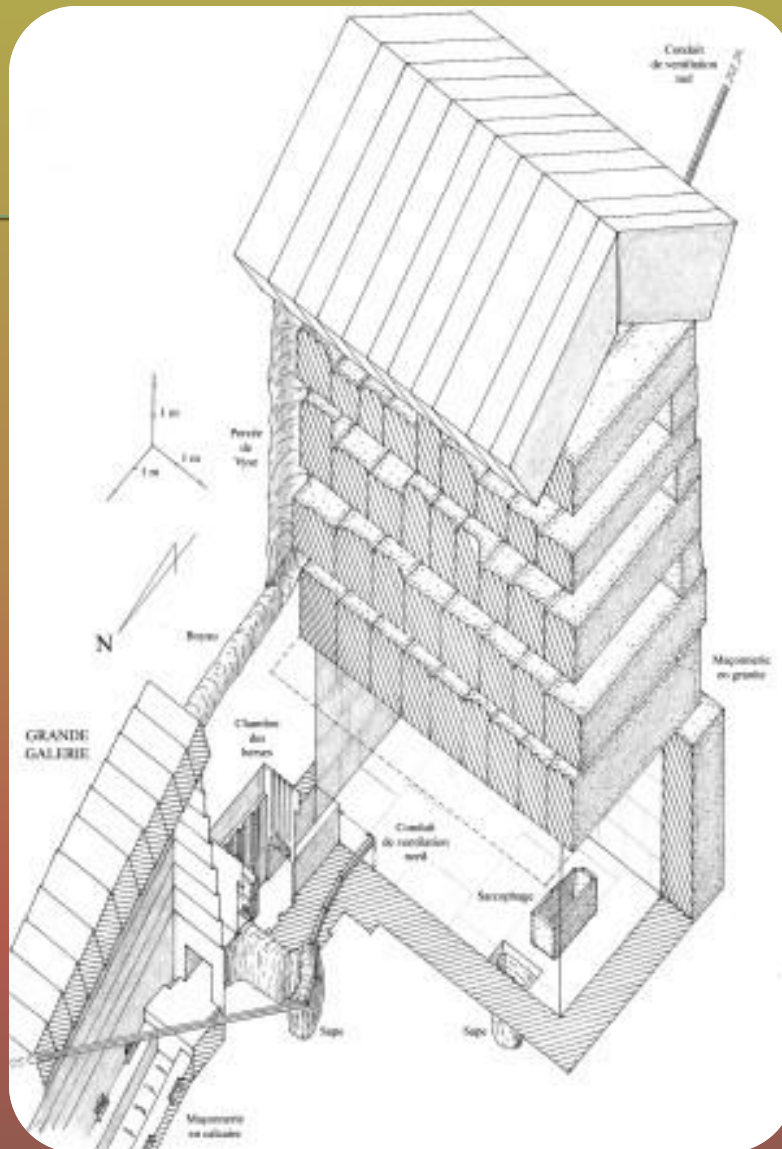 Conduit
de ventilation
sud
1 m
1 m
1 m
Percée
de
Vyse
N
Boyau
Maçonnerie
en granite
GRANDE
GALERIE
Chambre
des
herses
Conduit
de ventilation
nord
Sarcophage
Sape
Sape
Maçonnerie
en calcaire